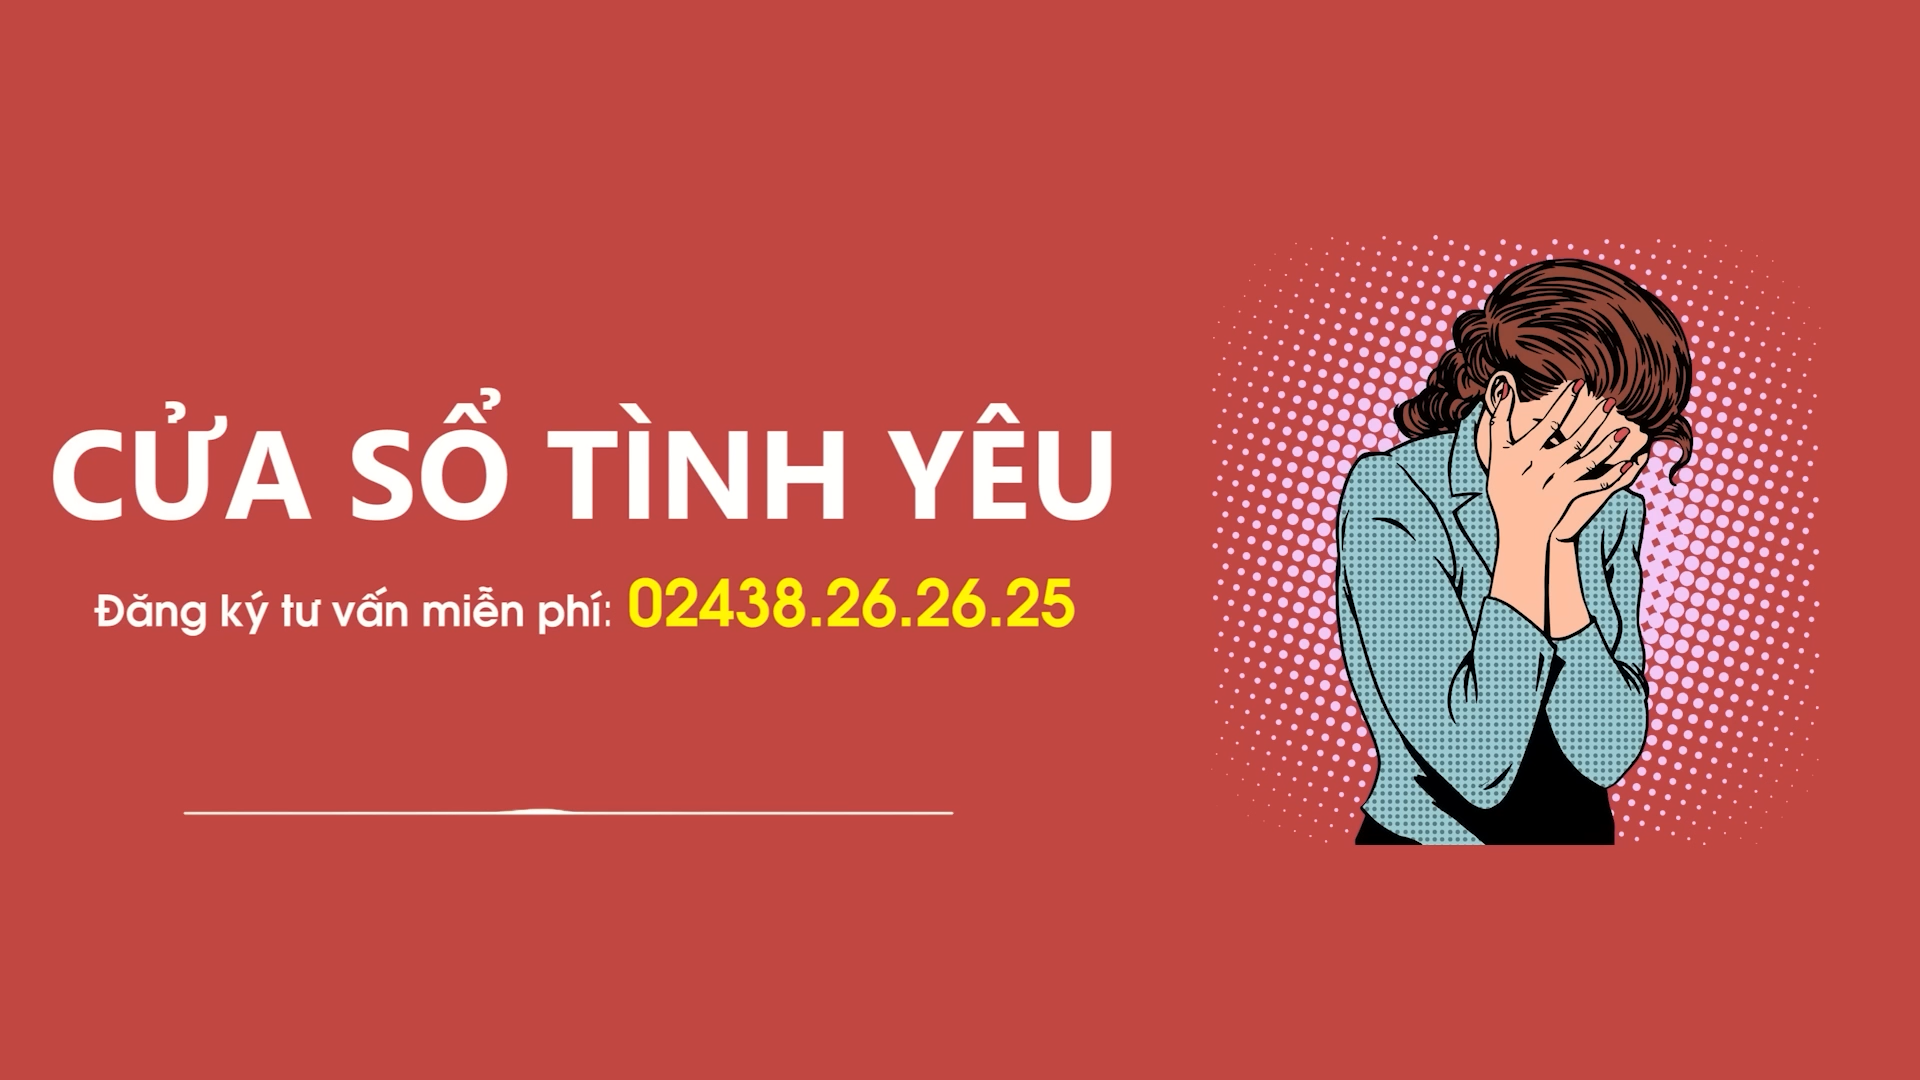 CỬA SỔ TÌNH YÊU
Đăng ký tư vấn miễn phí: 02438.26.26.25